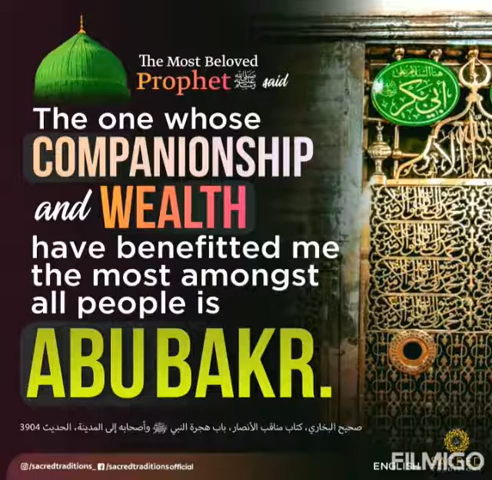 The Most Beloved
Prophet ﷺ said
The one whose
COMPANIONSHIP
and WEALTH
have benefitted me
the most amongst
all people is
ABU BAKR.
صحيح البخاري، كتاب مناقب الأنصار، باب هجرة النبي ﷺ وأصحابه إلى المدينة، الحديث 3904
/sacredtraditions_ /sacredtraditionsofficial
ENGLISH
FILMIGO